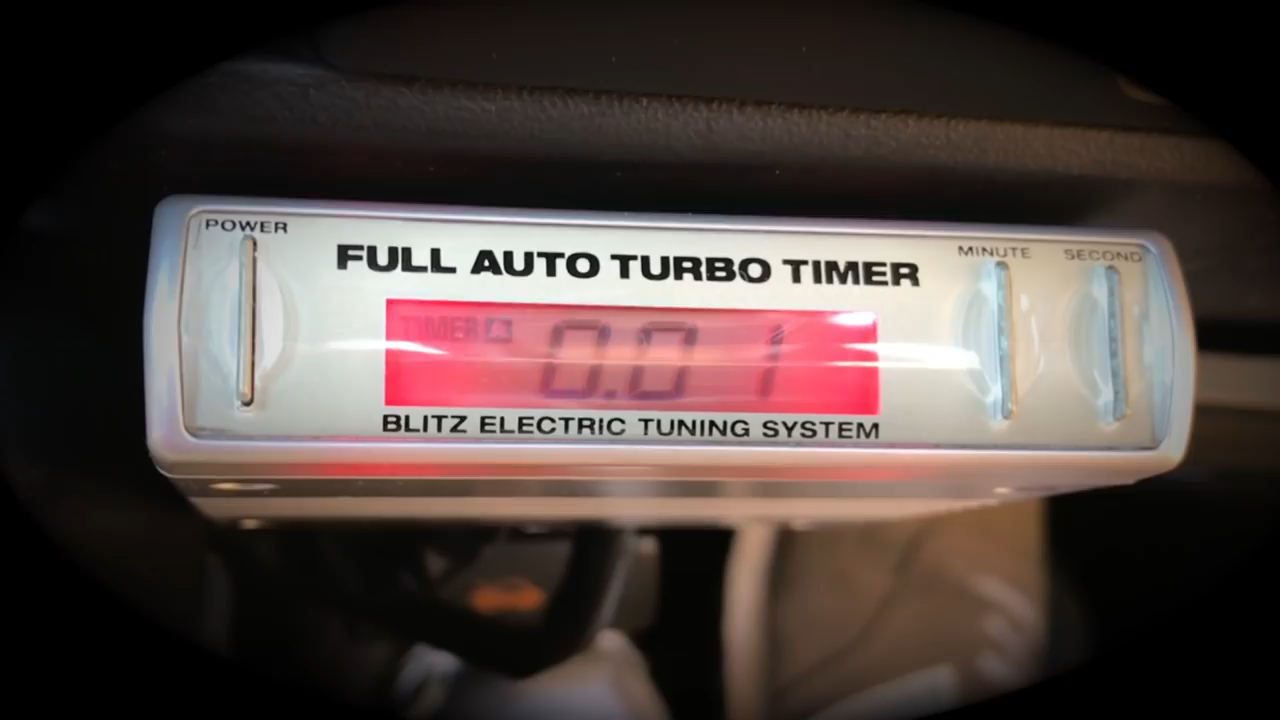 POWER
MINUTE
SECOND
FULL AUTO TURBO TIMER
TIMER A
0.01
BLITZ ELECTRIC TUNING SYSTEM